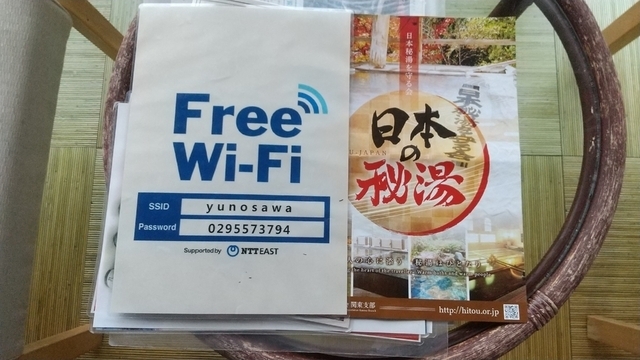 Free
Wi-Fi
SSID
yunosawa
Password
0295573794
Supported by NTT EAST
日本秘湯を守る会
日本
の
秘湯
U-JAPAN
関東支部
http://hitou.or.jp